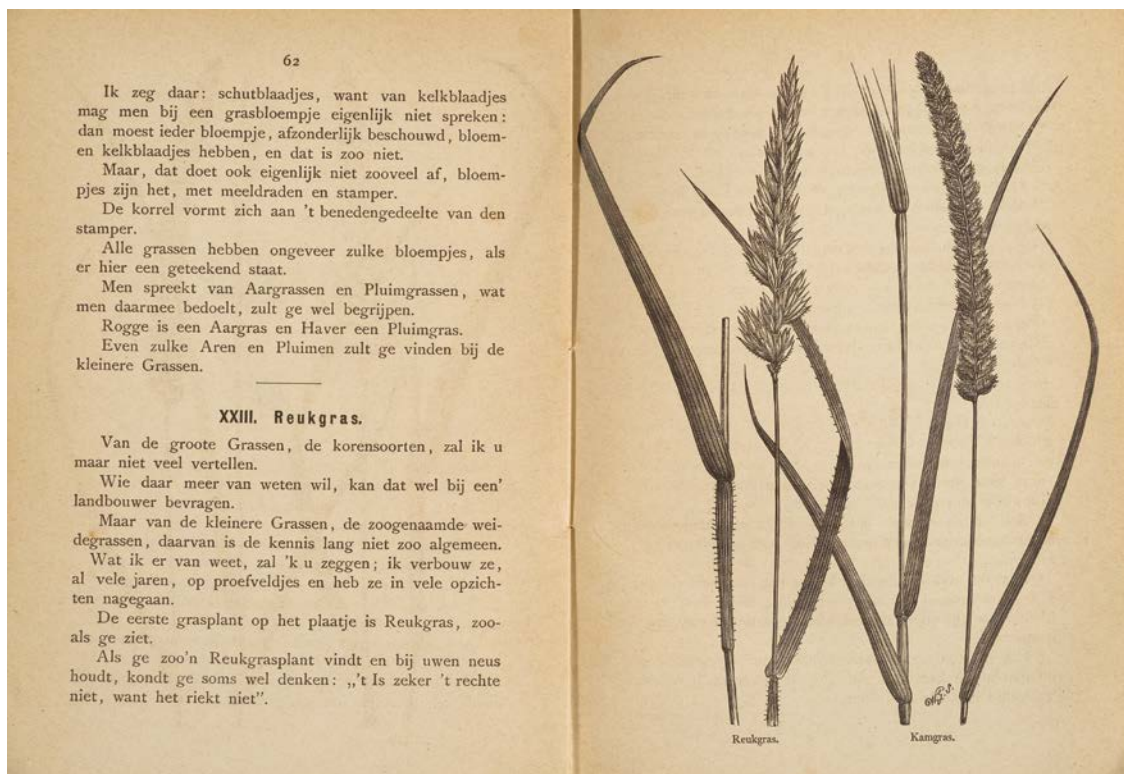 62
Ik zeg daar: schutblaadjes, want van kelkblaadjes
mag men bij een grasbloempje eigenlijk niet spreken:
dan moest ieder bloempje, afzonderlijk beschouwd, bloem-
en kelkblaadjes hebben, en dat is zoo niet.
Maar, dat doet ook eigenlijk niet zooveel af, bloem-
pjes zijn het, met meeldraden en stamper.
De korrel vormt zich aan 't benedengedeelte van den
stamper.
Alle grassen hebben ongeveer zulke bloempjes, als
er hier een geteekend staat.
Men spreekt van Aargrassen en Pluimgrassen, wat
men daarmee bedoelt, zult ge wel begrijpen.
Rogge is een Aargras en Haver een Pluimgras.
Even zulke Aren en Pluimen zult ge vinden bij de
kleinere Grassen.
XXIII. Reukgras.
Van de groote Grassen, de korensoorten, zal ik u
maar niet veel vertellen.
Wie daar meer van weten wil, kan dat wel bij een'
landbouwer bevragen.
Maar van de kleinere Grassen, de zoogenaamde wei-
degrassen, daarvan is de kennis lang niet zoo algemeen.
Wat ik er van weet, zal 'k u zeggen; ik verbouw ze,
al vele jaren, op proefveldjes en heb ze in vele opzich-
ten nagegaan.
De eerste grasplant op het plaatje is Reukgras, zoo-
als ge ziet.
Als ge zoo'n Reukgrasplant vindt en bij uwen neus
houdt, kondt ge soms wel denken: „'t Is zeker 't rechte
niet, want het riekt niet".
Reukgras.
Kamgras.